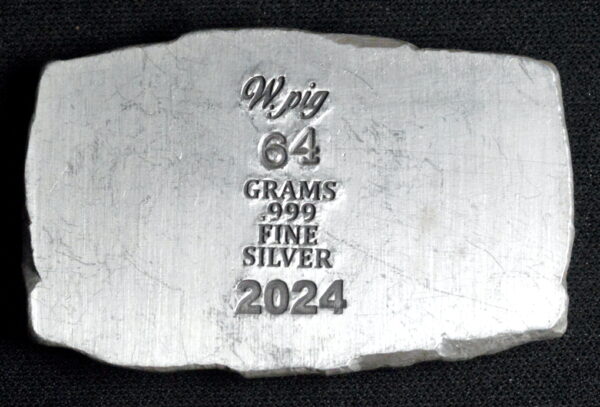 W. pig
64
GRAMS
.999
FINE
SILVER
2024